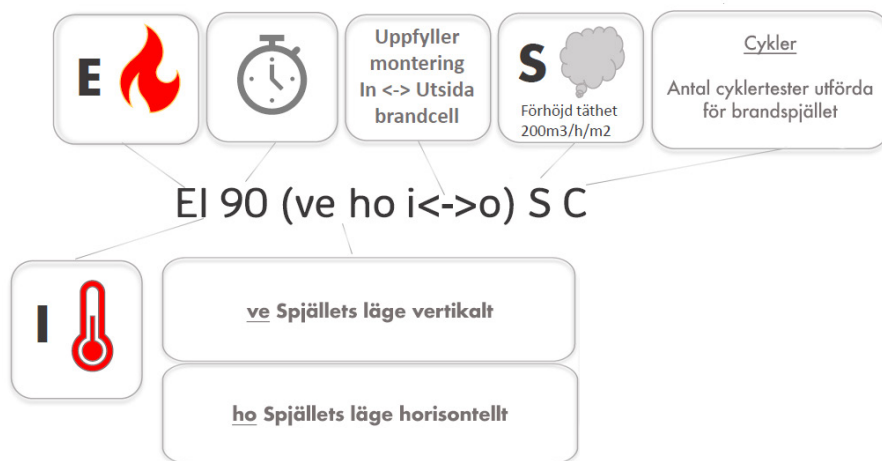 E
Uppfyller
montering
In <-> Utsida
brandcell
S
Förhöjd täthet
200m3/h/m2
Cykler
Antal cyklertester utförda
för brandspjället
EI 90 (ve ho i<->o) S C
I
ve Spjällets läge vertikalt
ho Spjällets läge horisontellt